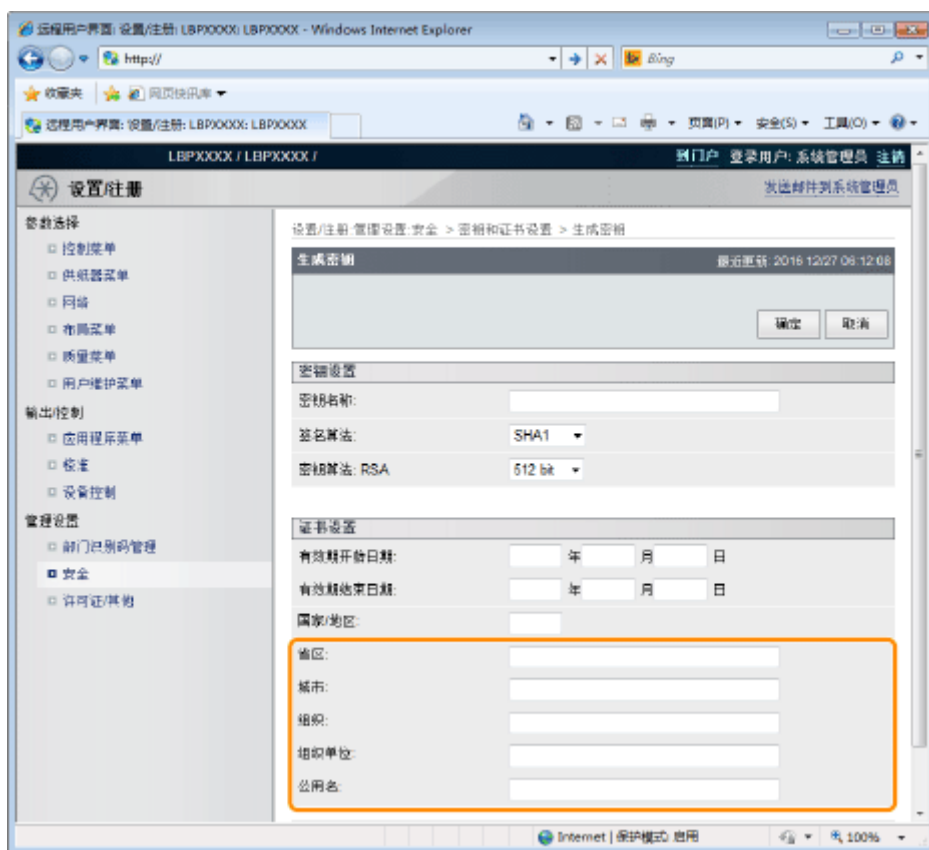 远程用户界面: 设置/注册: LBPXXXX: LBPXXXX - Windows Internet Explorer
http://
Bing
收藏夹 网页快讯库
远程用户界面: 设置/注册: LBPXXXX: LBPXXXX
页面(P) 安全(S) 工具(O)
LBPXXXX / LBPXXXX /
到门户 登录用户: 系统管理员 注销
设置/注册
发送邮件到系统管理员
参数选择
控制菜单
供纸器菜单
网络
布局菜单
质量菜单
用户维护菜单
输出/控制
应用程序菜单
校准
设备控制
管理设置
部门识别码管理
安全
许可证/其他
设置/注册:管理设置:安全 > 密钥和证书设置 > 生成密钥
生成密钥
最近更新: 2016 12/27 06:12:08
确定 取消
密钥设置
密钥名称:
签名算法: SHA1
密钥算法: RSA 512 bit
证书设置
有效期开始日期: 年 月 日
有效期结束日期: 年 月 日
国家/地区:
省区:
城市:
组织:
组织单位:
公用名:
Internet | 保护模式: 启用
100%